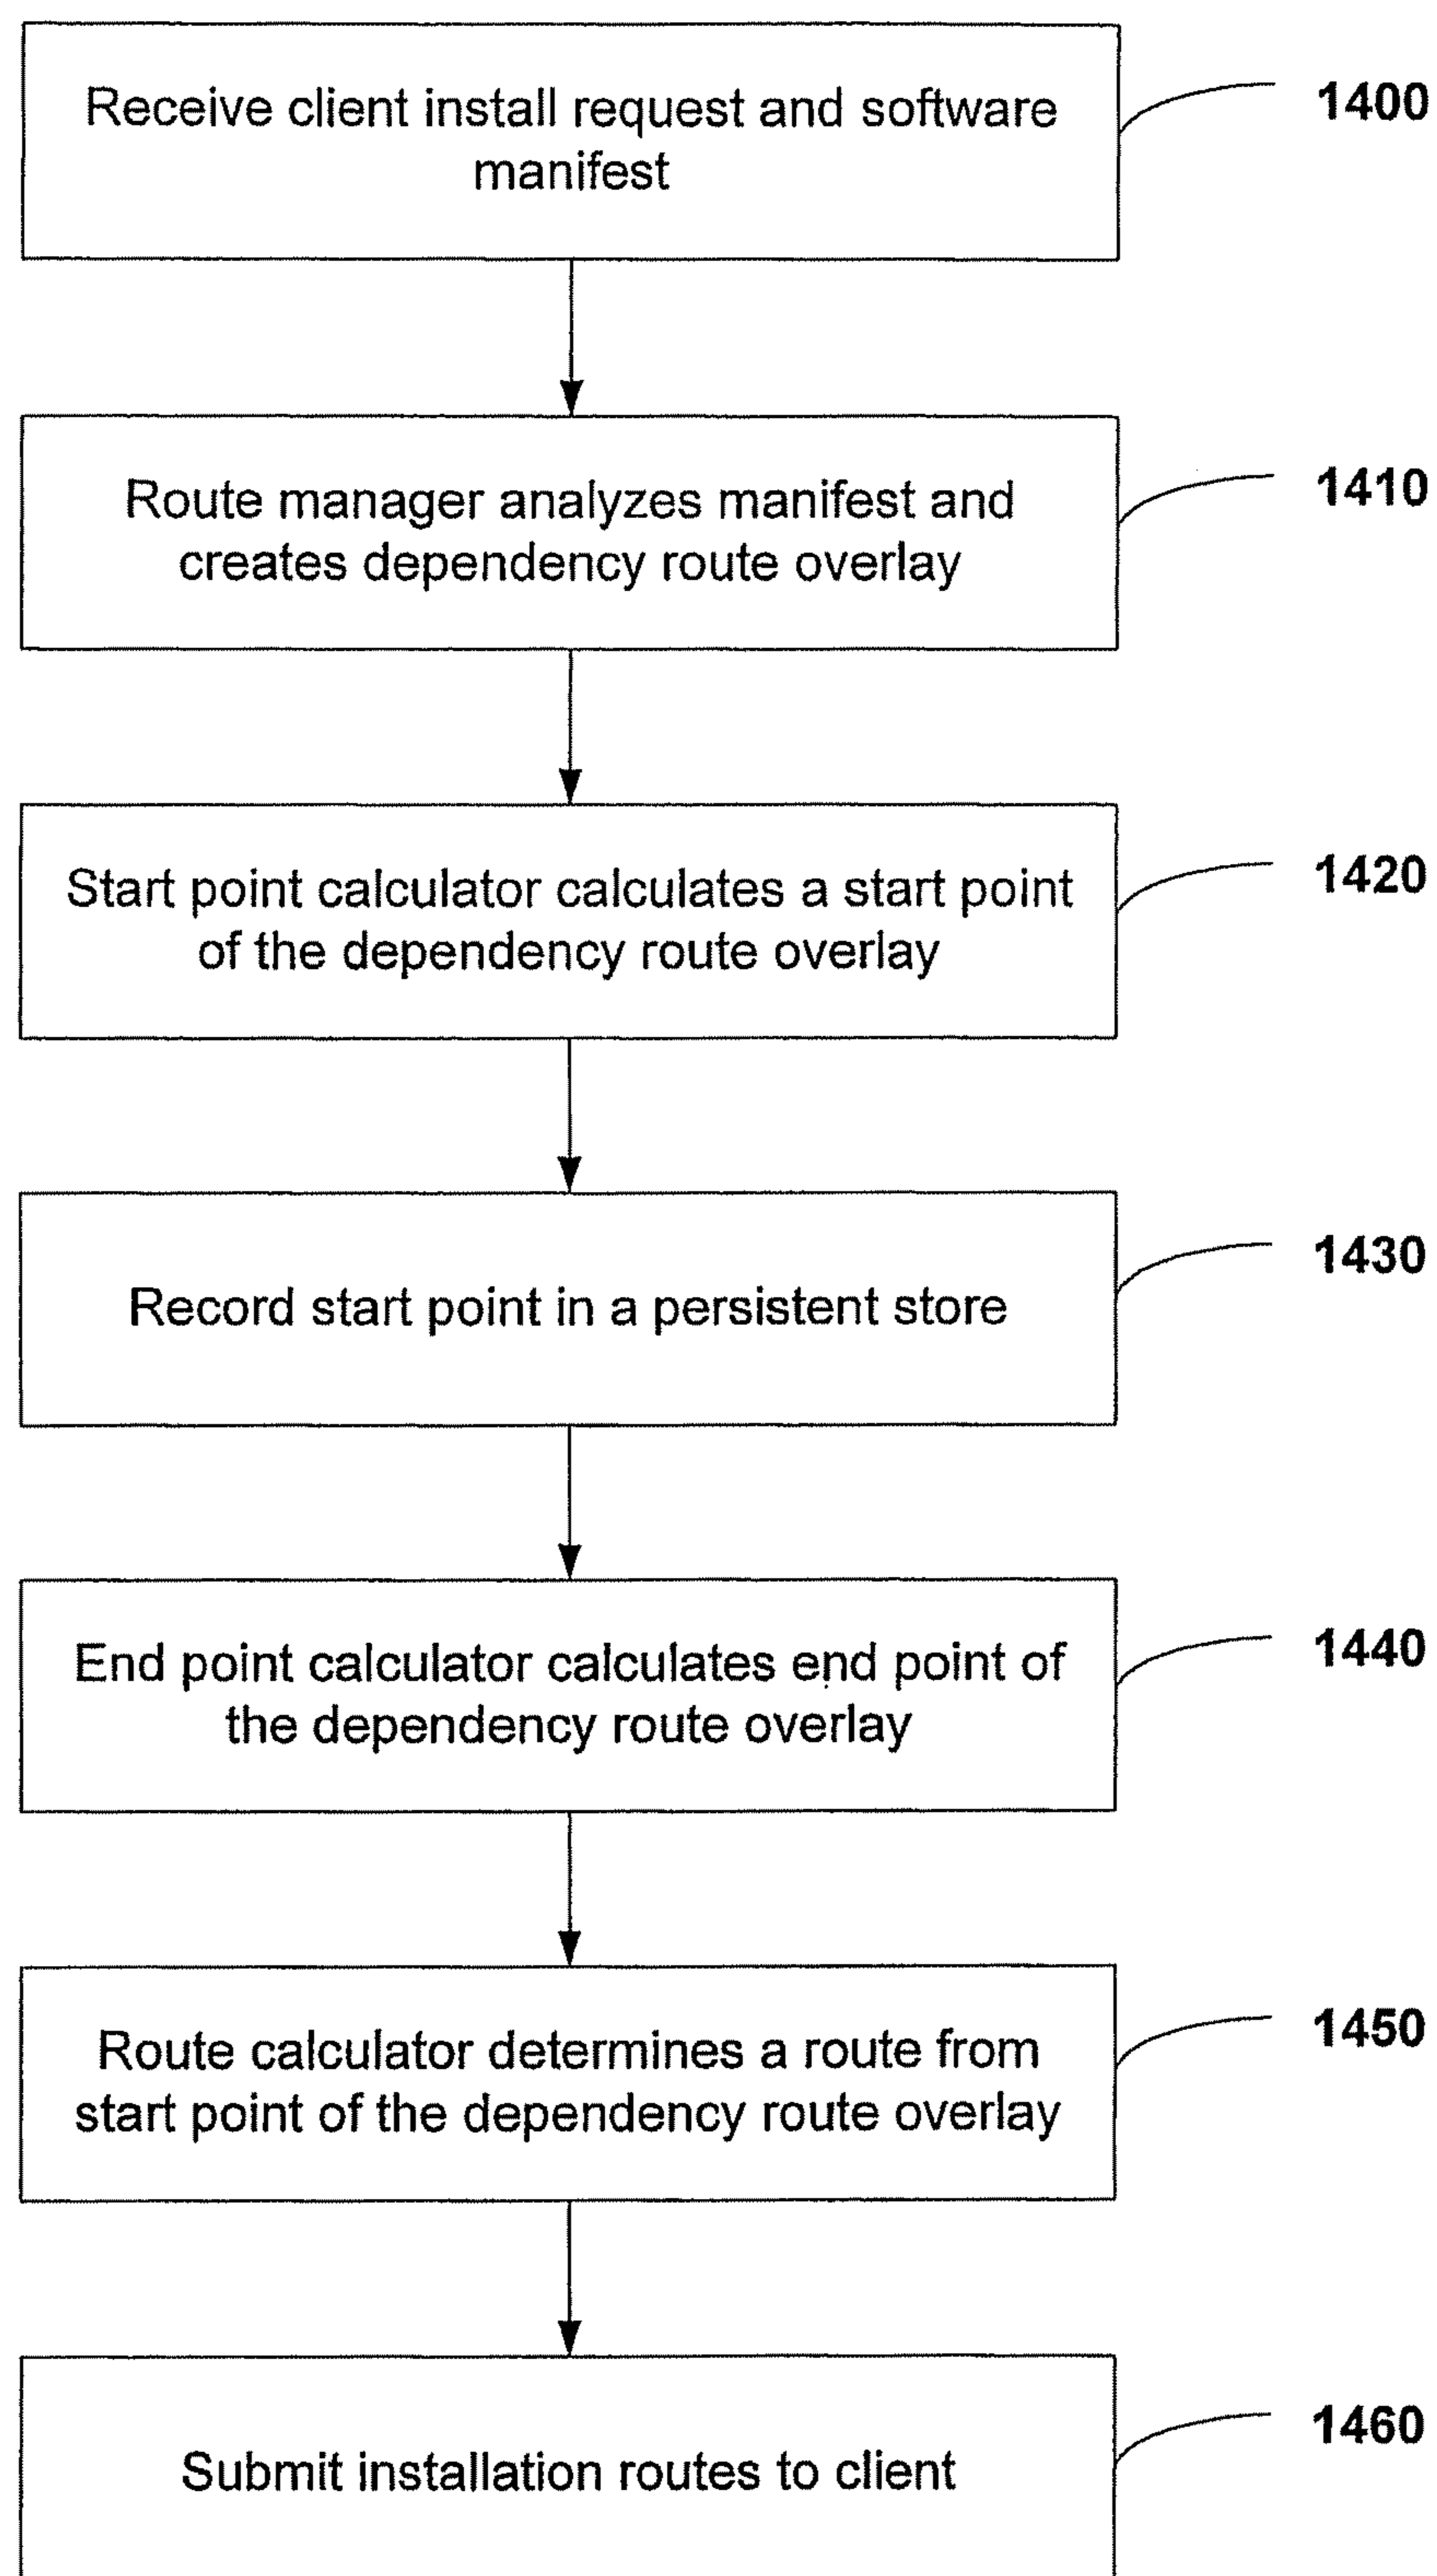 Receive client install request and software
manifest
1400
Route manager analyzes manifest and
creates dependency route overlay
1410
Start point calculator calculates a start point
of the dependency route overlay
1420
Record start point in a persistent store
1430
End point calculator calculates end point of
the dependency route overlay
1440
Route calculator determines a route from
start point of the dependency route overlay
1450
Submit installation routes to client
1460